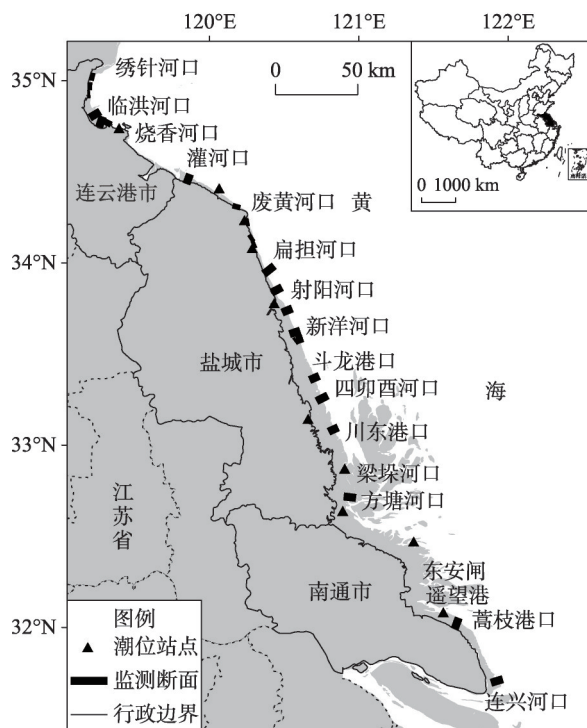 120°E
121°E
122°E
35°N
34°N
33°N
32°N
0 50 km
0 1000 km
绣针河口
临洪河口
烧香河口
灌河口
连云港市
废黄河口
黄
扁担河口
射阳河口
新洋河口
盐城市
斗龙港口
四卯酉河口
海
川东港口
梁垛河口
方塘河口
江苏省
东安闸
遥望港
南通市
蒿枝港口
连兴河口
图例
潮位站点
监测断面
行政边界